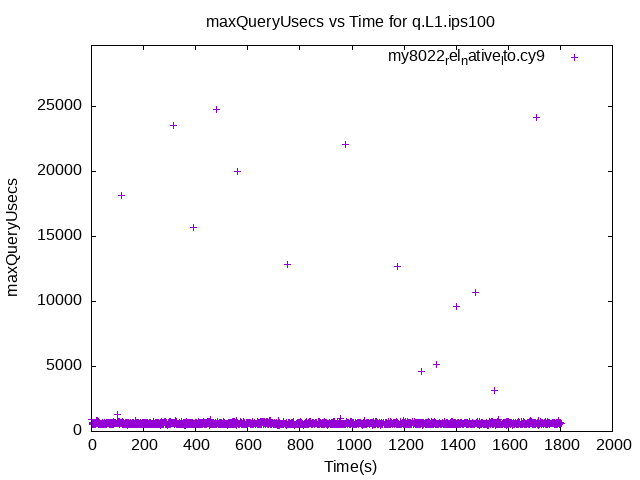 maxQueryUsecs vs Time for q.L1.ips100
my8022relnativelto.cy9
25000
20000
15000
10000
5000
0
maxQueryUsecs
0 200 400 600 800 1000 1200 1400 1600 1800 2000
Time(s)